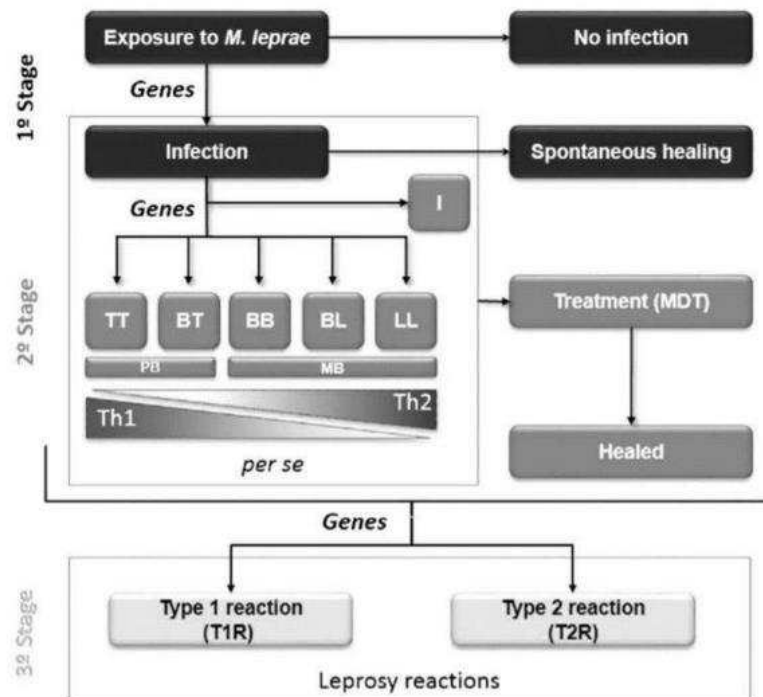 Exposure to M. leprae
No infection
1º Stage
Genes
Infection
Spontaneous healing
Genes
I
2º Stage
TT
BT
BB
BL
LL
PB
MB
Th1
Th2
per se
Treatment (MDT)
Healed
Genes
3º Stage
Type 1 reaction
(T1R)
Type 2 reaction
(T2R)
Leprosy reactions